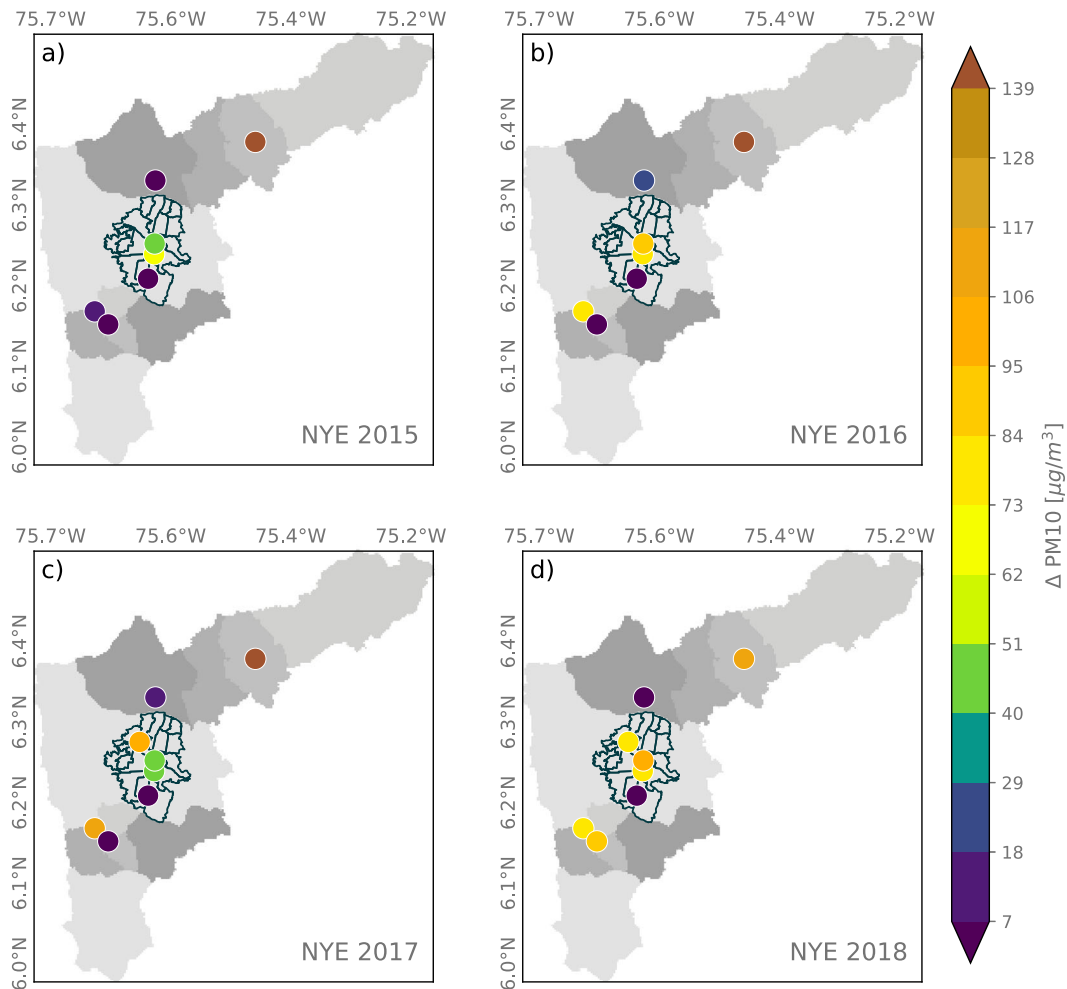 75.7°W 75.6°W 75.4°W 75.2°W
75.7°W 75.6°W 75.4°W 75.2°W
a)
b)
6.4°N
6.3°N
6.2°N
6.1°N
6.0°N
6.4°N
6.3°N
6.2°N
6.1°N
6.0°N
NYE 2015
NYE 2016
75.7°W 75.6°W 75.4°W 75.2°W
75.7°W 75.6°W 75.4°W 75.2°W
c)
d)
6.4°N
6.3°N
6.2°N
6.1°N
6.0°N
6.4°N
6.3°N
6.2°N
6.1°N
6.0°N
NYE 2017
NYE 2018
139
128
117
106
95
84
73
62
51
40
29
18
7
Δ PM10 [μg/m³]